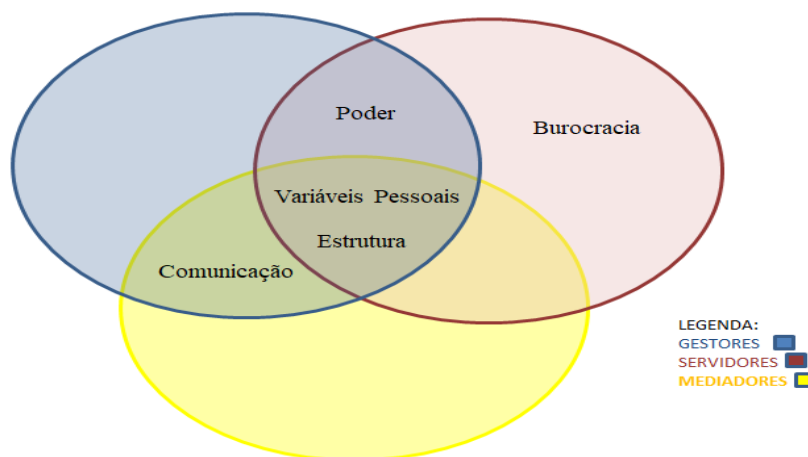 Poder
Burocracia
Variáveis Pessoais
Estrutura
Comunicação
LEGENDA:
GESTORES
SERVIDORES
MEDIADORES